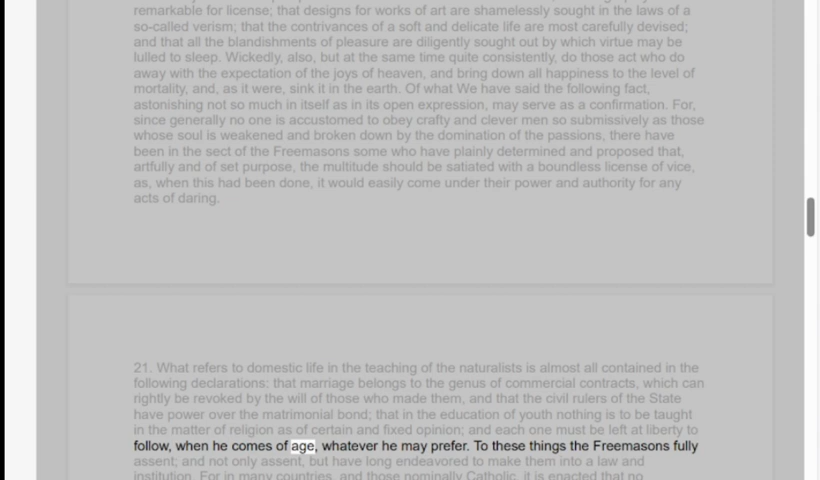 remarkable for license; that designs for works of art are shamelessly sought in the laws of a
so-called verism; that the contrivances of a soft and delicate life are most carefully devised;
and that all the blandishments of pleasure are diligently sought out by which virtue may be
lulled to sleep. Wickedly, also, but at the same time quite consistently, do those act who do
away with the expectation of the joys of heaven, and bring down all happiness to the level of
mortality, and, as it were, sink it in the earth. Of what We have said the following fact,
astonishing not so much in itself as in its open expression, may serve as a confirmation. For,
since generally no one is accustomed to obey crafty and clever men so submissively as those
whose soul is weakened and broken down by the domination of the passions, there have
been in the sect of the Freemasons some who have plainly determined and proposed that,
artfully and of set purpose, the multitude should be satiated with a boundless license of vice,
as, when this had been done, it would easily come under their power and authority for any
acts of daring.
21. What refers to domestic life in the teaching of the naturalists is almost all contained in the
following declarations: that marriage belongs to the genus of commercial contracts, which can
rightly be revoked by the will of those who made them, and that the civil rulers of the State
have power over the matrimonial bond; that in the education of youth nothing is to be taught
in the matter of religion as of certain and fixed opinion; and each one must be left at liberty to
follow, when he comes of age, whatever he may prefer. To these things the Freemasons fully
assent; and not only assent, but have long endeavored to make them into a law and
institution. For in many countries, and those nominally Catholic, it is enacted that no